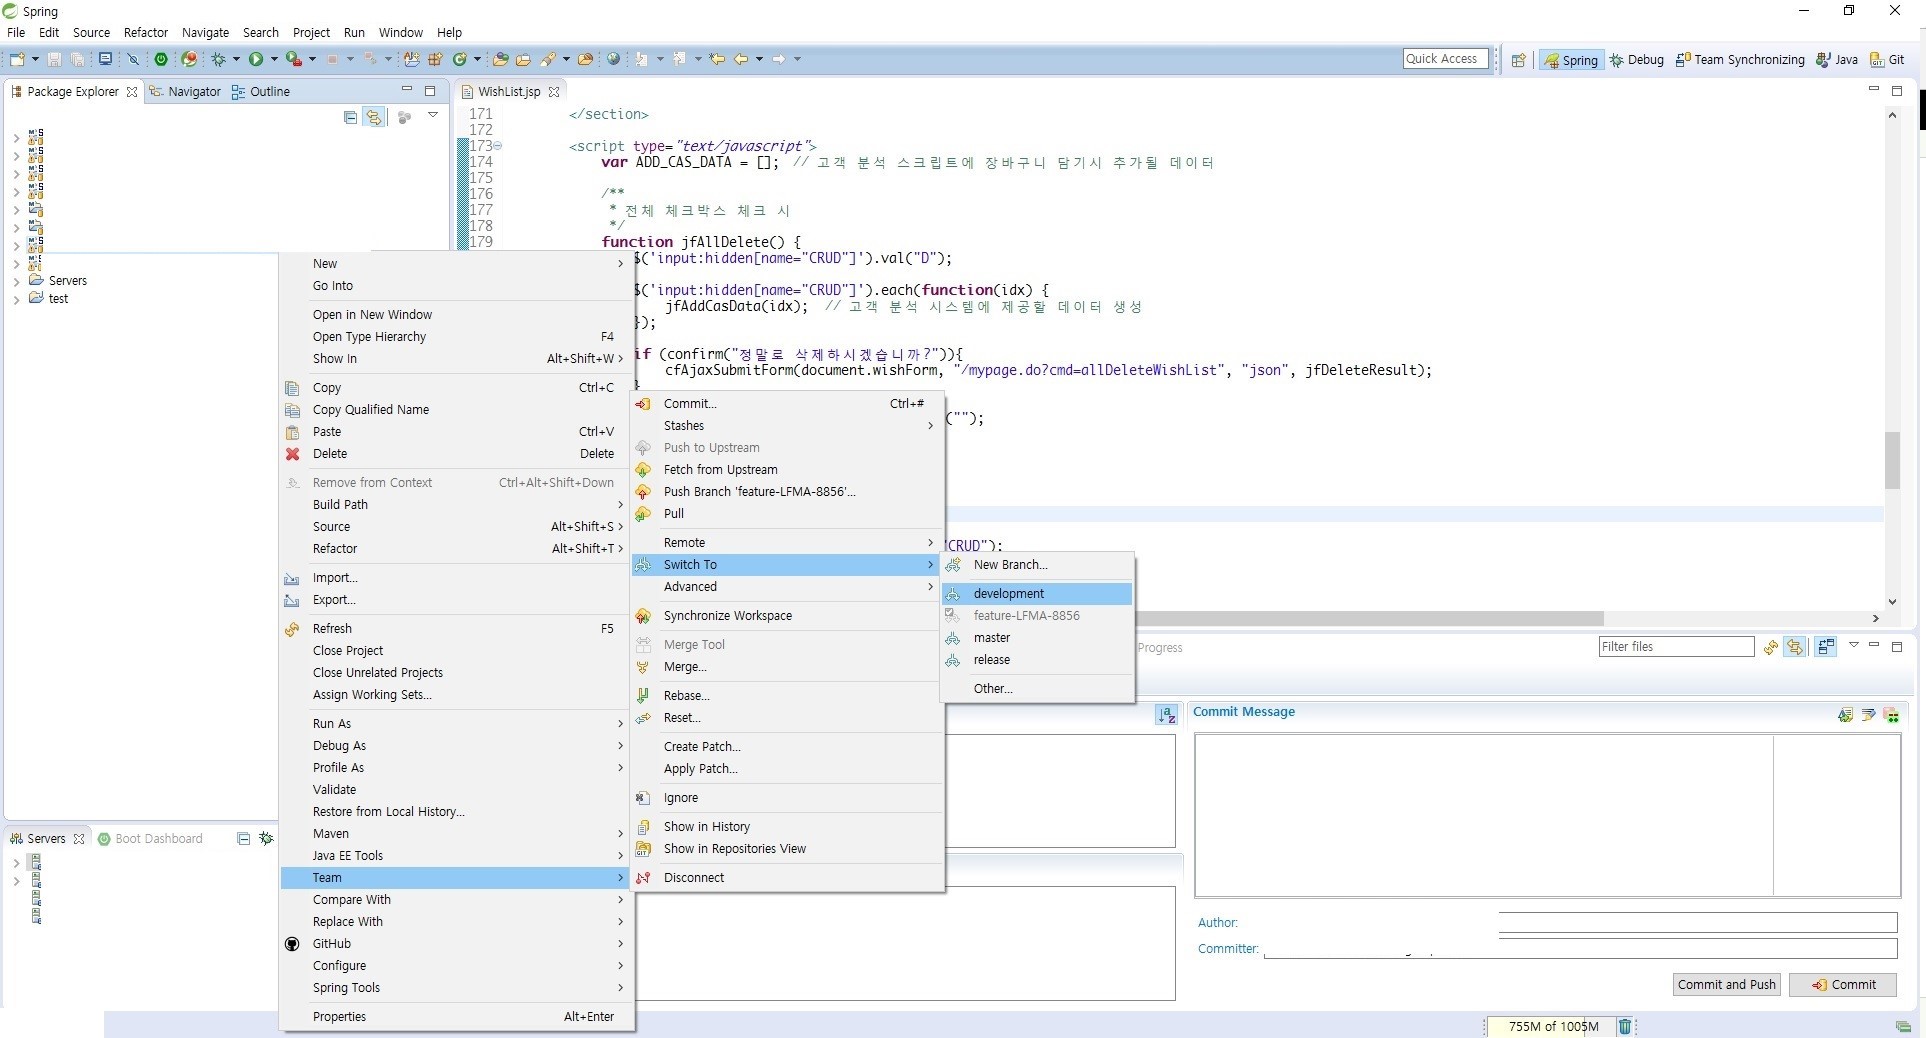 Spring
File Edit Source Refactor Navigate Search Project Run Window Help
Quick Access
Spring Debug Team Synchronizing Java Git
Package Explorer Navigator Outline
Servers
test
WishList.jsp
171 </section>
172
173 <script type="text/javascript">
174 var ADD_CAS_DATA = []; // 고객 분석 스크립트에 장바구니 담기시 추가될 데이터
175
176 /**
177 * 전체 체크박스 체크 시
178 */
179 function jfAllDelete() {
$('input:hidden[name="CRUD"]').val("D");
$('input:hidden[name="CRUD"]').each(function(idx) {
jfAddCasData(idx); // 고객 분석 시스템에 제공할 데이터 생성
});
if (confirm("정말로 삭제하시겠습니까?")){
cfAjaxSubmitForm(document.wishForm, "/mypage.do?cmd=allDeleteWishList", "json", jfDeleteResult);
}
("");
"CRUD");
New
Go Into
Open in New Window
Open Type Hierarchy F4
Show In Alt+Shift+W
Copy Ctrl+C
Copy Qualified Name
Paste Ctrl+V
Delete Delete
Remove from Context Ctrl+Alt+Shift+Down
Build Path
Source Alt+Shift+S
Refactor Alt+Shift+T
Import...
Export...
Refresh F5
Close Project
Close Unrelated Projects
Assign Working Sets...
Run As
Debug As
Profile As
Validate
Restore from Local History...
Maven
Java EE Tools
Team
Compare With
Replace With
GitHub
Configure
Spring Tools
Properties Alt+Enter
Commit... Ctrl+#
Stashes
Push to Upstream
Fetch from Upstream
Push Branch 'feature-LFMA-8856'...
Pull
Remote
Switch To
Advanced
Synchronize Workspace
Merge Tool
Merge...
Rebase...
Reset...
Create Patch...
Apply Patch...
Ignore
Show in History
Show in Repositories View
Disconnect
New Branch...
development
feature-LFMA-8856
master
release
Other...
Progress
Filter files
Commit Message
Author:
Committer:
Commit and Push Commit
Servers Boot Dashboard
755M of 1005M